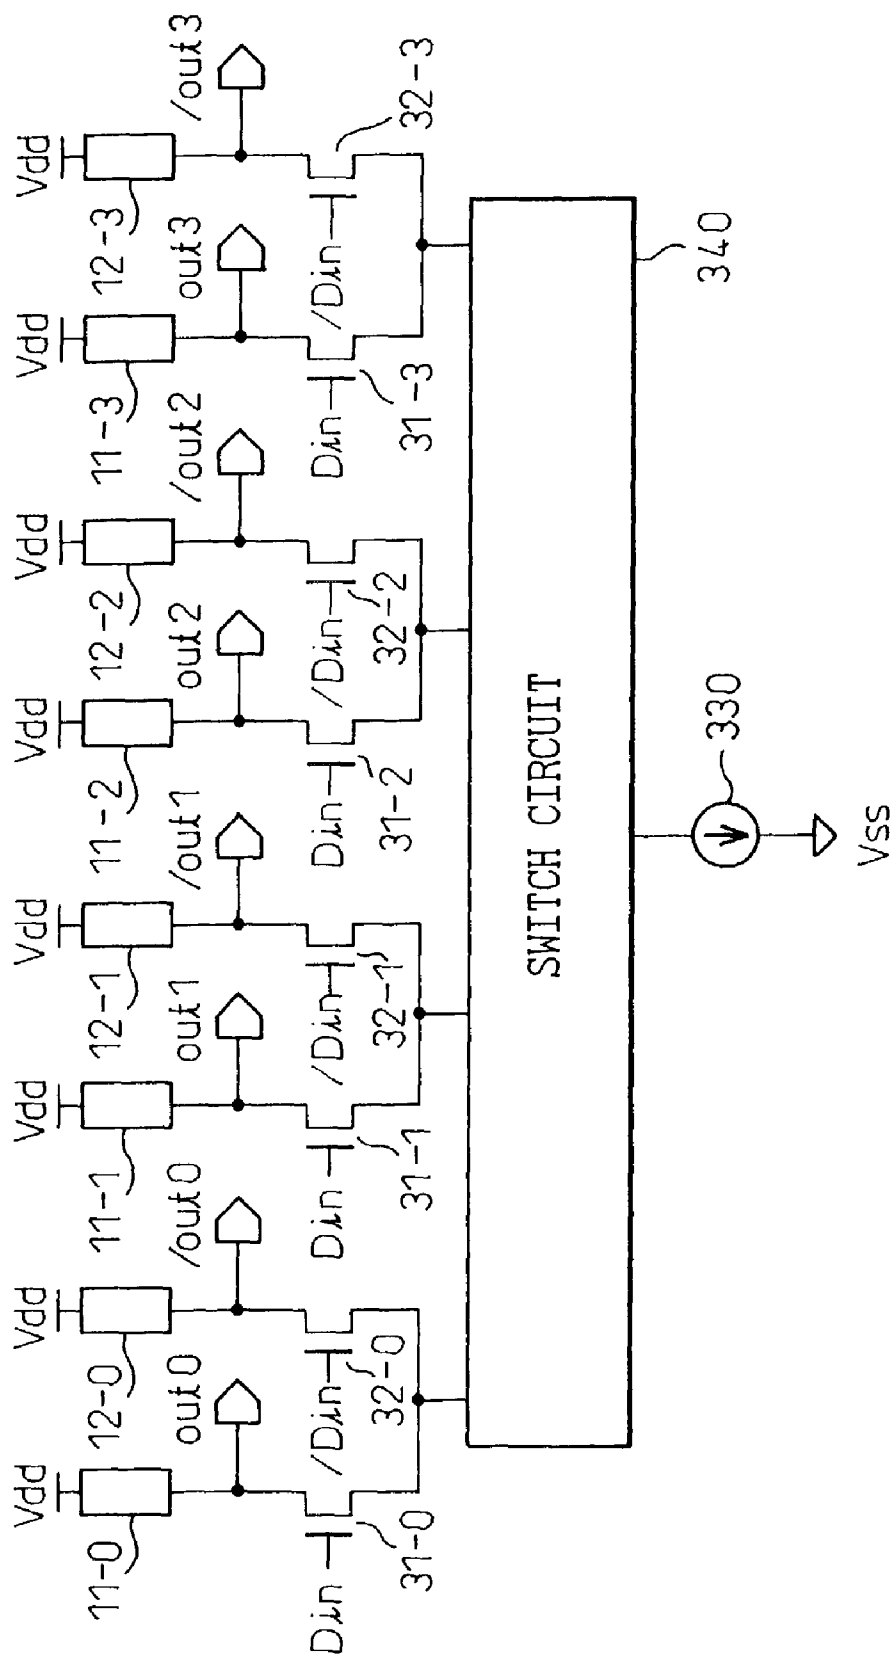 Vdd Vdd Vdd Vdd Vdd Vdd Vdd Vdd
11-0 12-0 11-1 12-1 11-2 12-2 11-3 12-3
out0 /out0 out1 /out1 out2 /out2 out3 /out3
Din /Din Din /Din Din /Din Din /Din
31-0 32-0 31-1 32-1 31-2 32-2 31-3 32-3
SWITCH CIRCUIT
340
330
Vss